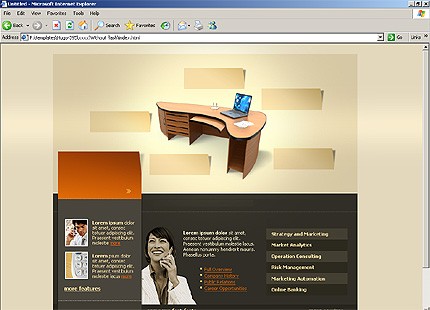 Untitled - Microsoft Internet Explorer
File Edit View Favorites Tools Help
Back Search Favorites
Address Go Links
Lorem ipsum dolor
sit amet, consec
tetuer adipiscing elit.
Praesent vestibulum
molestie more
Lorem ipsum dolor
sit amet, consec
tetuer adipiscing elit.
Praesent vestibulum
molestie lacus more
more features
Lorem ipsum dolor sit amet, consec
tetuer adipiscing elit. Praesent
vestibulum molestie lacus.
Aenean nonummy hendrerit mauris.
Phasellus porta.
Full Overview
Company History
Public Relations
Career Opportunities
Strategy and Marketing
Market Analytics
Operation Consulting
Risk Management
Marketing Automation
Online Banking